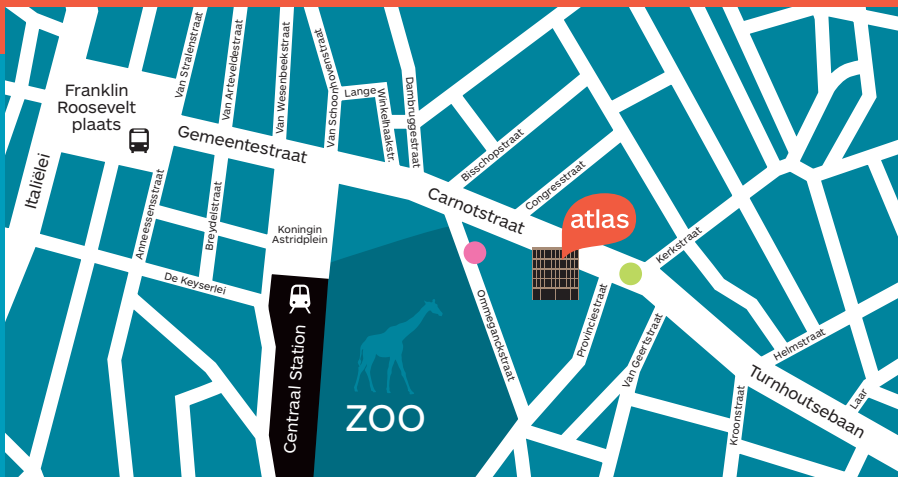 Franklin
Roosevelt
plaats
Italiëlei
Van Stralenstraat
Van Arteveldestraat
Van Wesenbeekstraat
Van Schoonhovenstraat
Lange
Winkelhaakstr.
Dambruggestraat
Gemeentestraat
Bisschopstraat
Congresstraat
Carnotstraat
atlas
Kerkstraat
Anneessensstraat
Breydelstraat
Koningin
Astridplein
De Keyserlei
Centraal Station
ZOO
Ommeganckstraat
Provinciestraat
Van Geertstraat
Helmstraat
Turnhoutsebaan
Kroonstraat
Laar